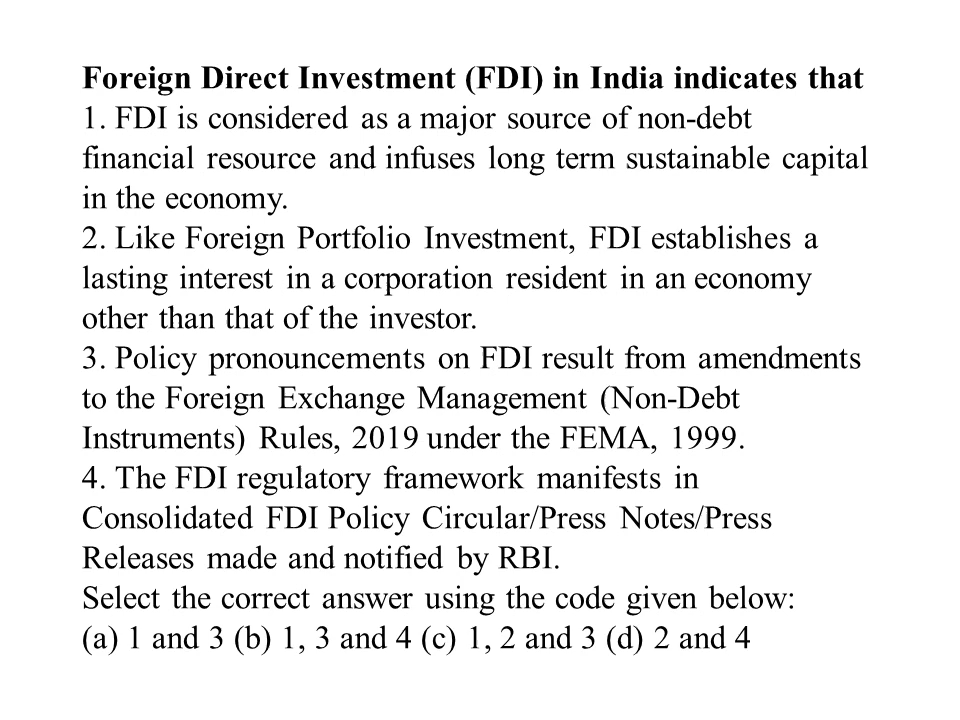 Foreign Direct Investment (FDI) in India indicates that
1. FDI is considered as a major source of non-debt
financial resource and infuses long term sustainable capital
in the economy.
2. Like Foreign Portfolio Investment, FDI establishes a
lasting interest in a corporation resident in an economy
other than that of the investor.
3. Policy pronouncements on FDI result from amendments
to the Foreign Exchange Management (Non-Debt
Instruments) Rules, 2019 under the FEMA, 1999.
4. The FDI regulatory framework manifests in
Consolidated FDI Policy Circular/Press Notes/Press
Releases made and notified by RBI.
Select the correct answer using the code given below:
(a) 1 and 3 (b) 1, 3 and 4 (c) 1, 2 and 3 (d) 2 and 4